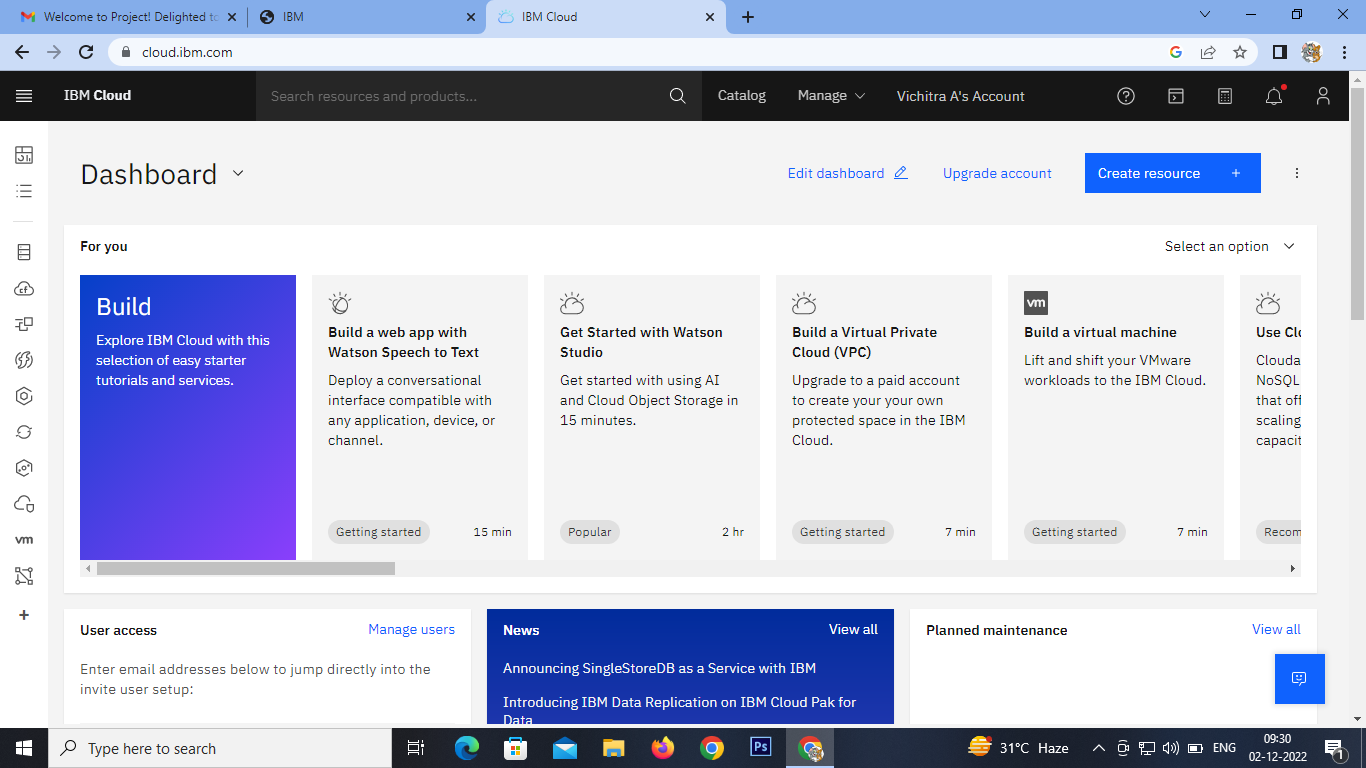 Welcome to Project! Delighted to
IBM
IBM Cloud
cloud.ibm.com
IBM Cloud
Search resources and products...
Catalog
Manage
Vichitra A's Account
Dashboard
Edit dashboard
Upgrade account
Create resource +
For you
Select an option
Build
Explore IBM Cloud with this
selection of easy starter
tutorials and services.
Build a web app with
Watson Speech to Text
Deploy a conversational
interface compatible with
any application, device, or
channel.
Getting started 15 min
Get Started with Watson
Studio
Get started with using AI
and Cloud Object Storage in
15 minutes.
Popular 2 hr
Build a Virtual Private
Cloud (VPC)
Upgrade to a paid account
to create your your own
protected space in the IBM
Cloud.
Getting started 7 min
vm
Build a virtual machine
Lift and shift your VMware
workloads to the IBM Cloud.
Getting started 7 min
Use Clo
Clouda
NoSQL
that off
scaling
capacit
Recom
cf
vm
User access Manage users
Enter email addresses below to jump directly into the
invite user setup:
News View all
Announcing SingleStoreDB as a Service with IBM
Introducing IBM Data Replication on IBM Cloud Pak for
Data
Planned maintenance View all
Type here to search
Ps
31°C Haze
ENG
09:30
02-12-2022
1